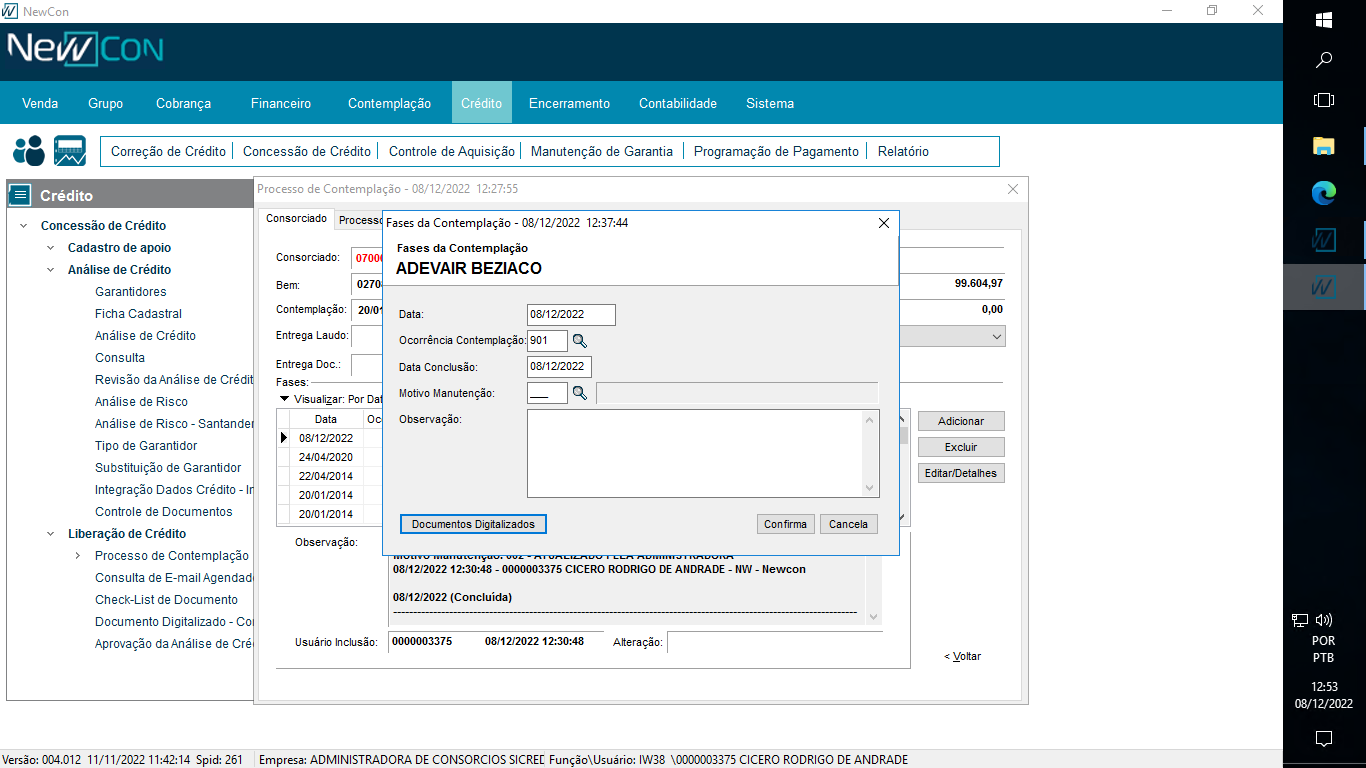 NewCon
NEWCON
Venda Grupo Cobrança Financeiro Contemplação Crédito Encerramento Contabilidade Sistema
Correção de Crédito Concessão de Crédito Controle de Aquisição Manutenção de Garantia Programação de Pagamento Relatório
Crédito
Concessão de Crédito
Cadastro de apoio
Análise de Crédito
Garantidores
Ficha Cadastral
Análise de Crédito
Consulta
Revisão da Análise de Crédit
Análise de Risco
Análise de Risco - Santander
Tipo de Garantidor
Substituição de Garantidor
Integração Dados Crédito - In
Controle de Documentos
Liberação de Crédito
Processo de Contemplação
Consulta de E-mail Agendado
Check-List de Documento
Documento Digitalizado - Con
Aprovação da Análise de Cré
Processo de Contemplação - 08/12/2022 12:27:55
Consorciado Processo
Consorciado: 0700
Bem: 0270 99.604,97
Contemplação: 20/01 0,00
Entrega Laudo:
Entrega Doc.:
Fases:
Visualizar: Por Dat
Data Oc
08/12/2022
24/04/2020
22/04/2014
20/01/2014
20/01/2014
Adicionar
Excluir
Editar/Detalhes
Fases da Contemplação - 08/12/2022 12:37:44
Fases da Contemplação
ADEVAIR BEZIACO
Data: 08/12/2022
Ocorrência Contemplação: 901
Data Conclusão: 08/12/2022
Motivo Manutenção: ___
Observação:
Documentos Digitalizados Confirma Cancela
Observação:
Motivo Manutenção: 002 - ATUALIZADO PELA ADMINISTRADORA
08/12/2022 12:30:48 - 0000003375 CICERO RODRIGO DE ANDRADE - NW - Newcon
08/12/2022 (Concluída)
Usuário Inclusão: 0000003375 08/12/2022 12:30:48 Alteração:
< Voltar
POR
PTB
12:53
08/12/2022
Versão: 004.012 11/11/2022 11:42:14 Spid: 261 Empresa: ADMINISTRADORA DE CONSORCIOS SICRED Função\Usuário: IW38 \0000003375 CICERO RODRIGO DE ANDRADE